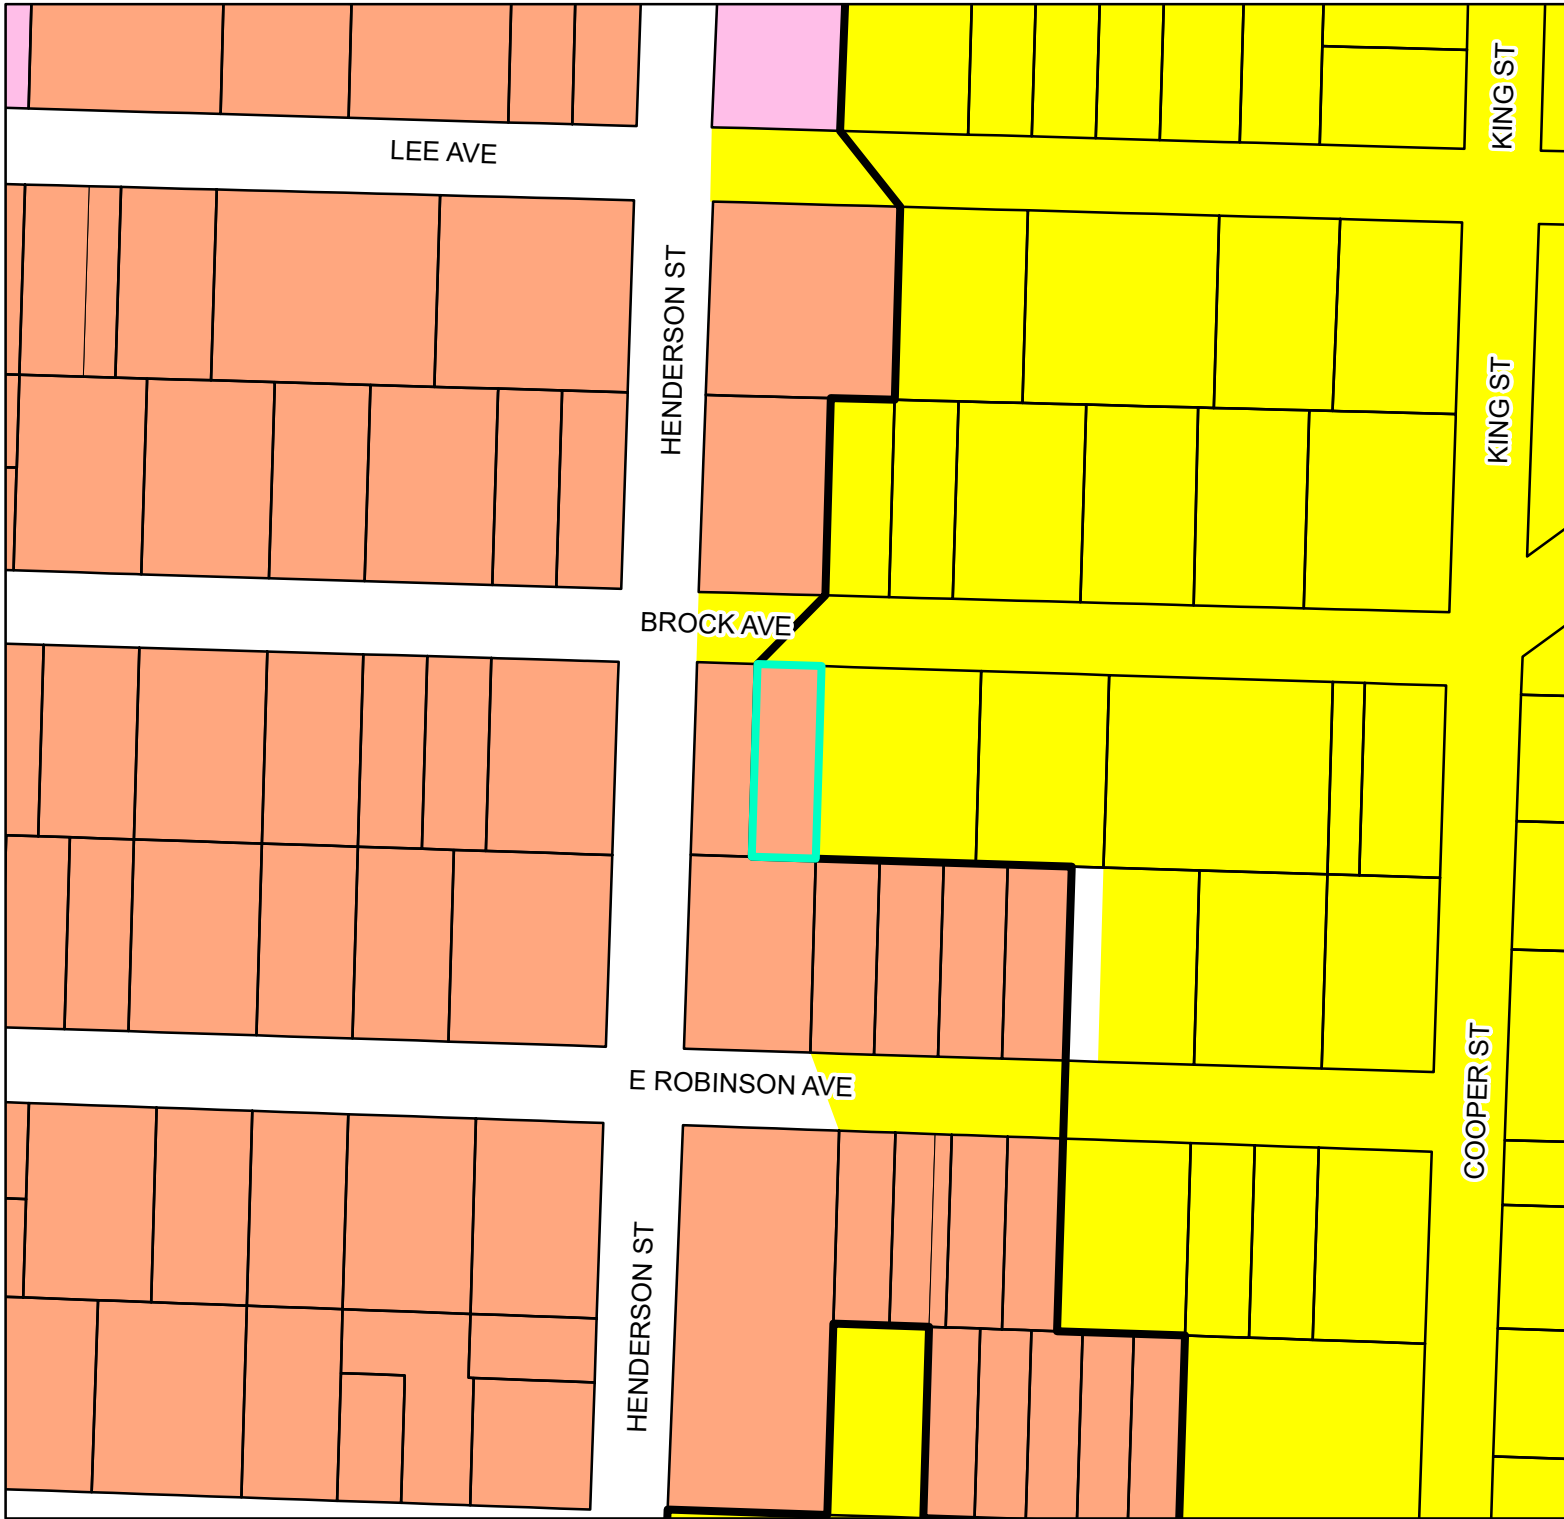 KING ST
LEE AVE
HENDERSON ST
KING ST
BROCK AVE
E ROBINSON AVE
COOPER ST
HENDERSON ST